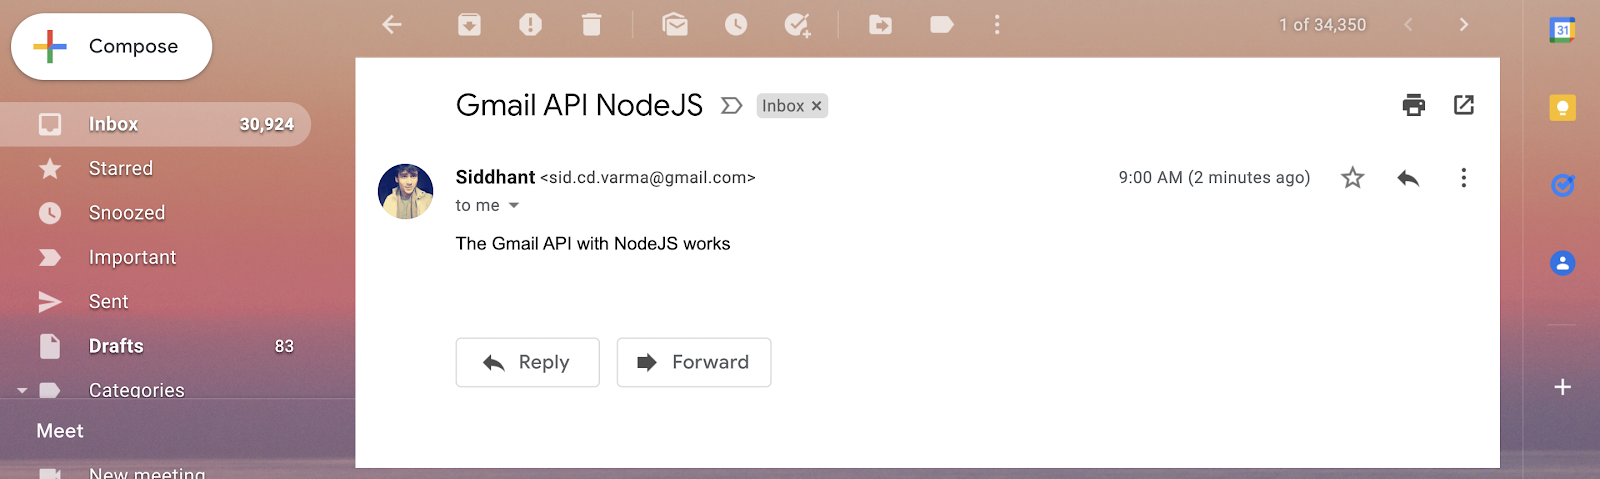 Compose
1 of 34,350
31
Gmail API NodeJS Inbox ×
Inbox 30,924
Starred
Siddhant <sid.cd.varma@gmail.com> 9:00 AM (2 minutes ago)
to me
Snoozed
The Gmail API with NodeJS works
Important
Sent
Drafts 83
Reply Forward
Categories
Meet
New meeting